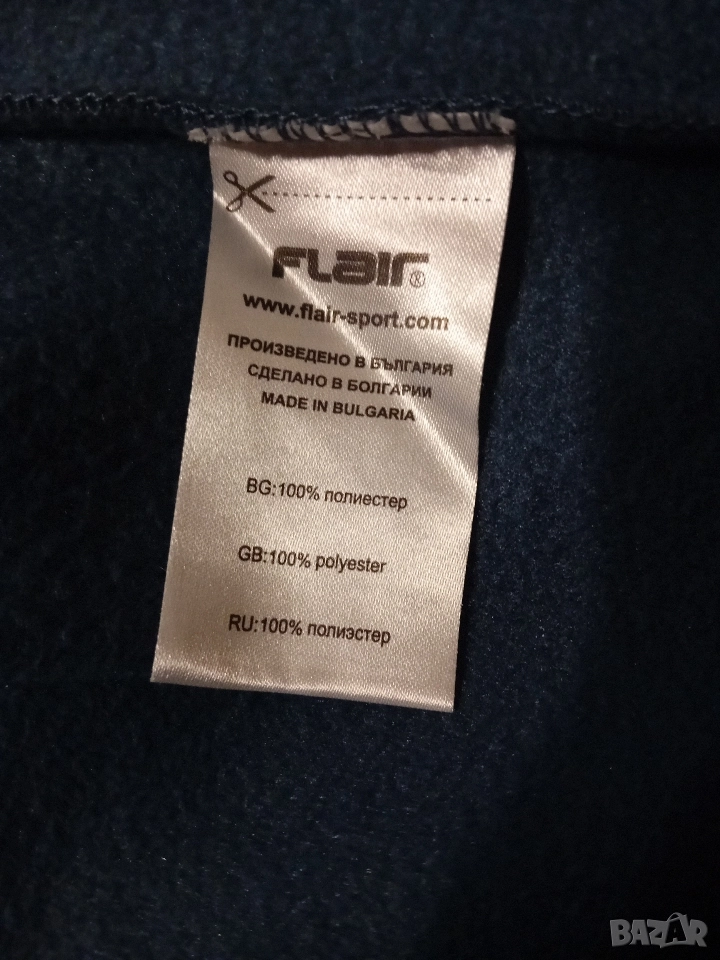 FLaIr®
www.flair-sport.com
ПРОИЗВЕДЕНО В БЪЛГАРИЯ
СДЕЛАНО В БОЛГАРИИ
MADE IN BULGARIA
BG:100% полиестер
GB:100% polyester
RU:100% полиэстер
BAZAR